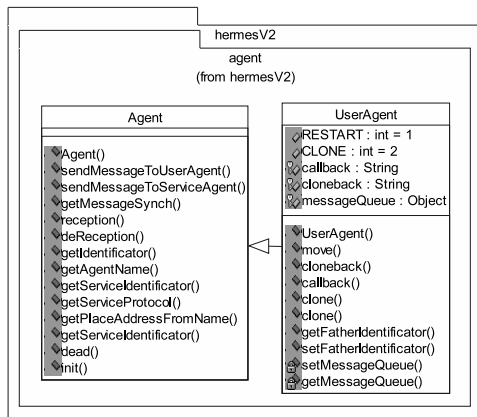 hermesV2
agent
(from hermesV2)
Agent
Agent()
sendMessageToUserAgent()
sendMessageToServiceAgent()
getMessageSynch()
reception()
deReception()
getIdentificator()
getAgentName()
getServiceIdentificator()
getServiceProtocol()
getPlaceAddressFromName()
getServiceIdentificator()
dead()
init()
UserAgent
RESTART : int = 1
CLONE : int = 2
callback : String
cloneback : String
messageQueue : Object
UserAgent()
move()
cloneback()
callback()
clone()
clone()
getFatherIdentificator()
setFatherIdentificator()
setMessageQueue()
getMessageQueue()